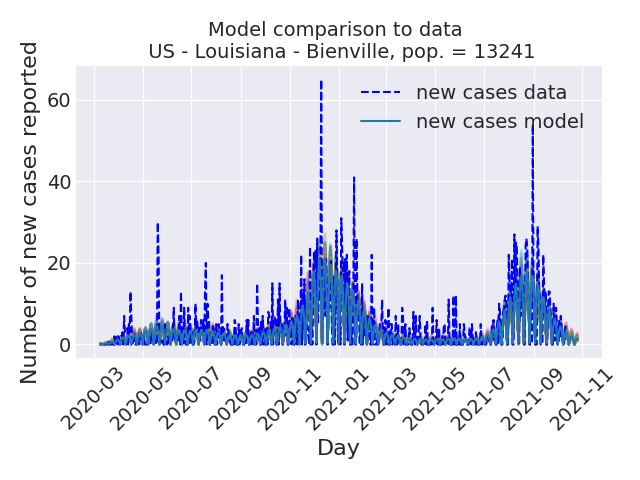 Model comparison to data
US - Louisiana - Bienville, pop. = 13241
new cases data
new cases model
Number of new cases reported
60
40
20
0
2020-03
2020-05
2020-07
2020-09
2020-11
2021-01
2021-03
2021-05
2021-07
2021-09
2021-11
Day